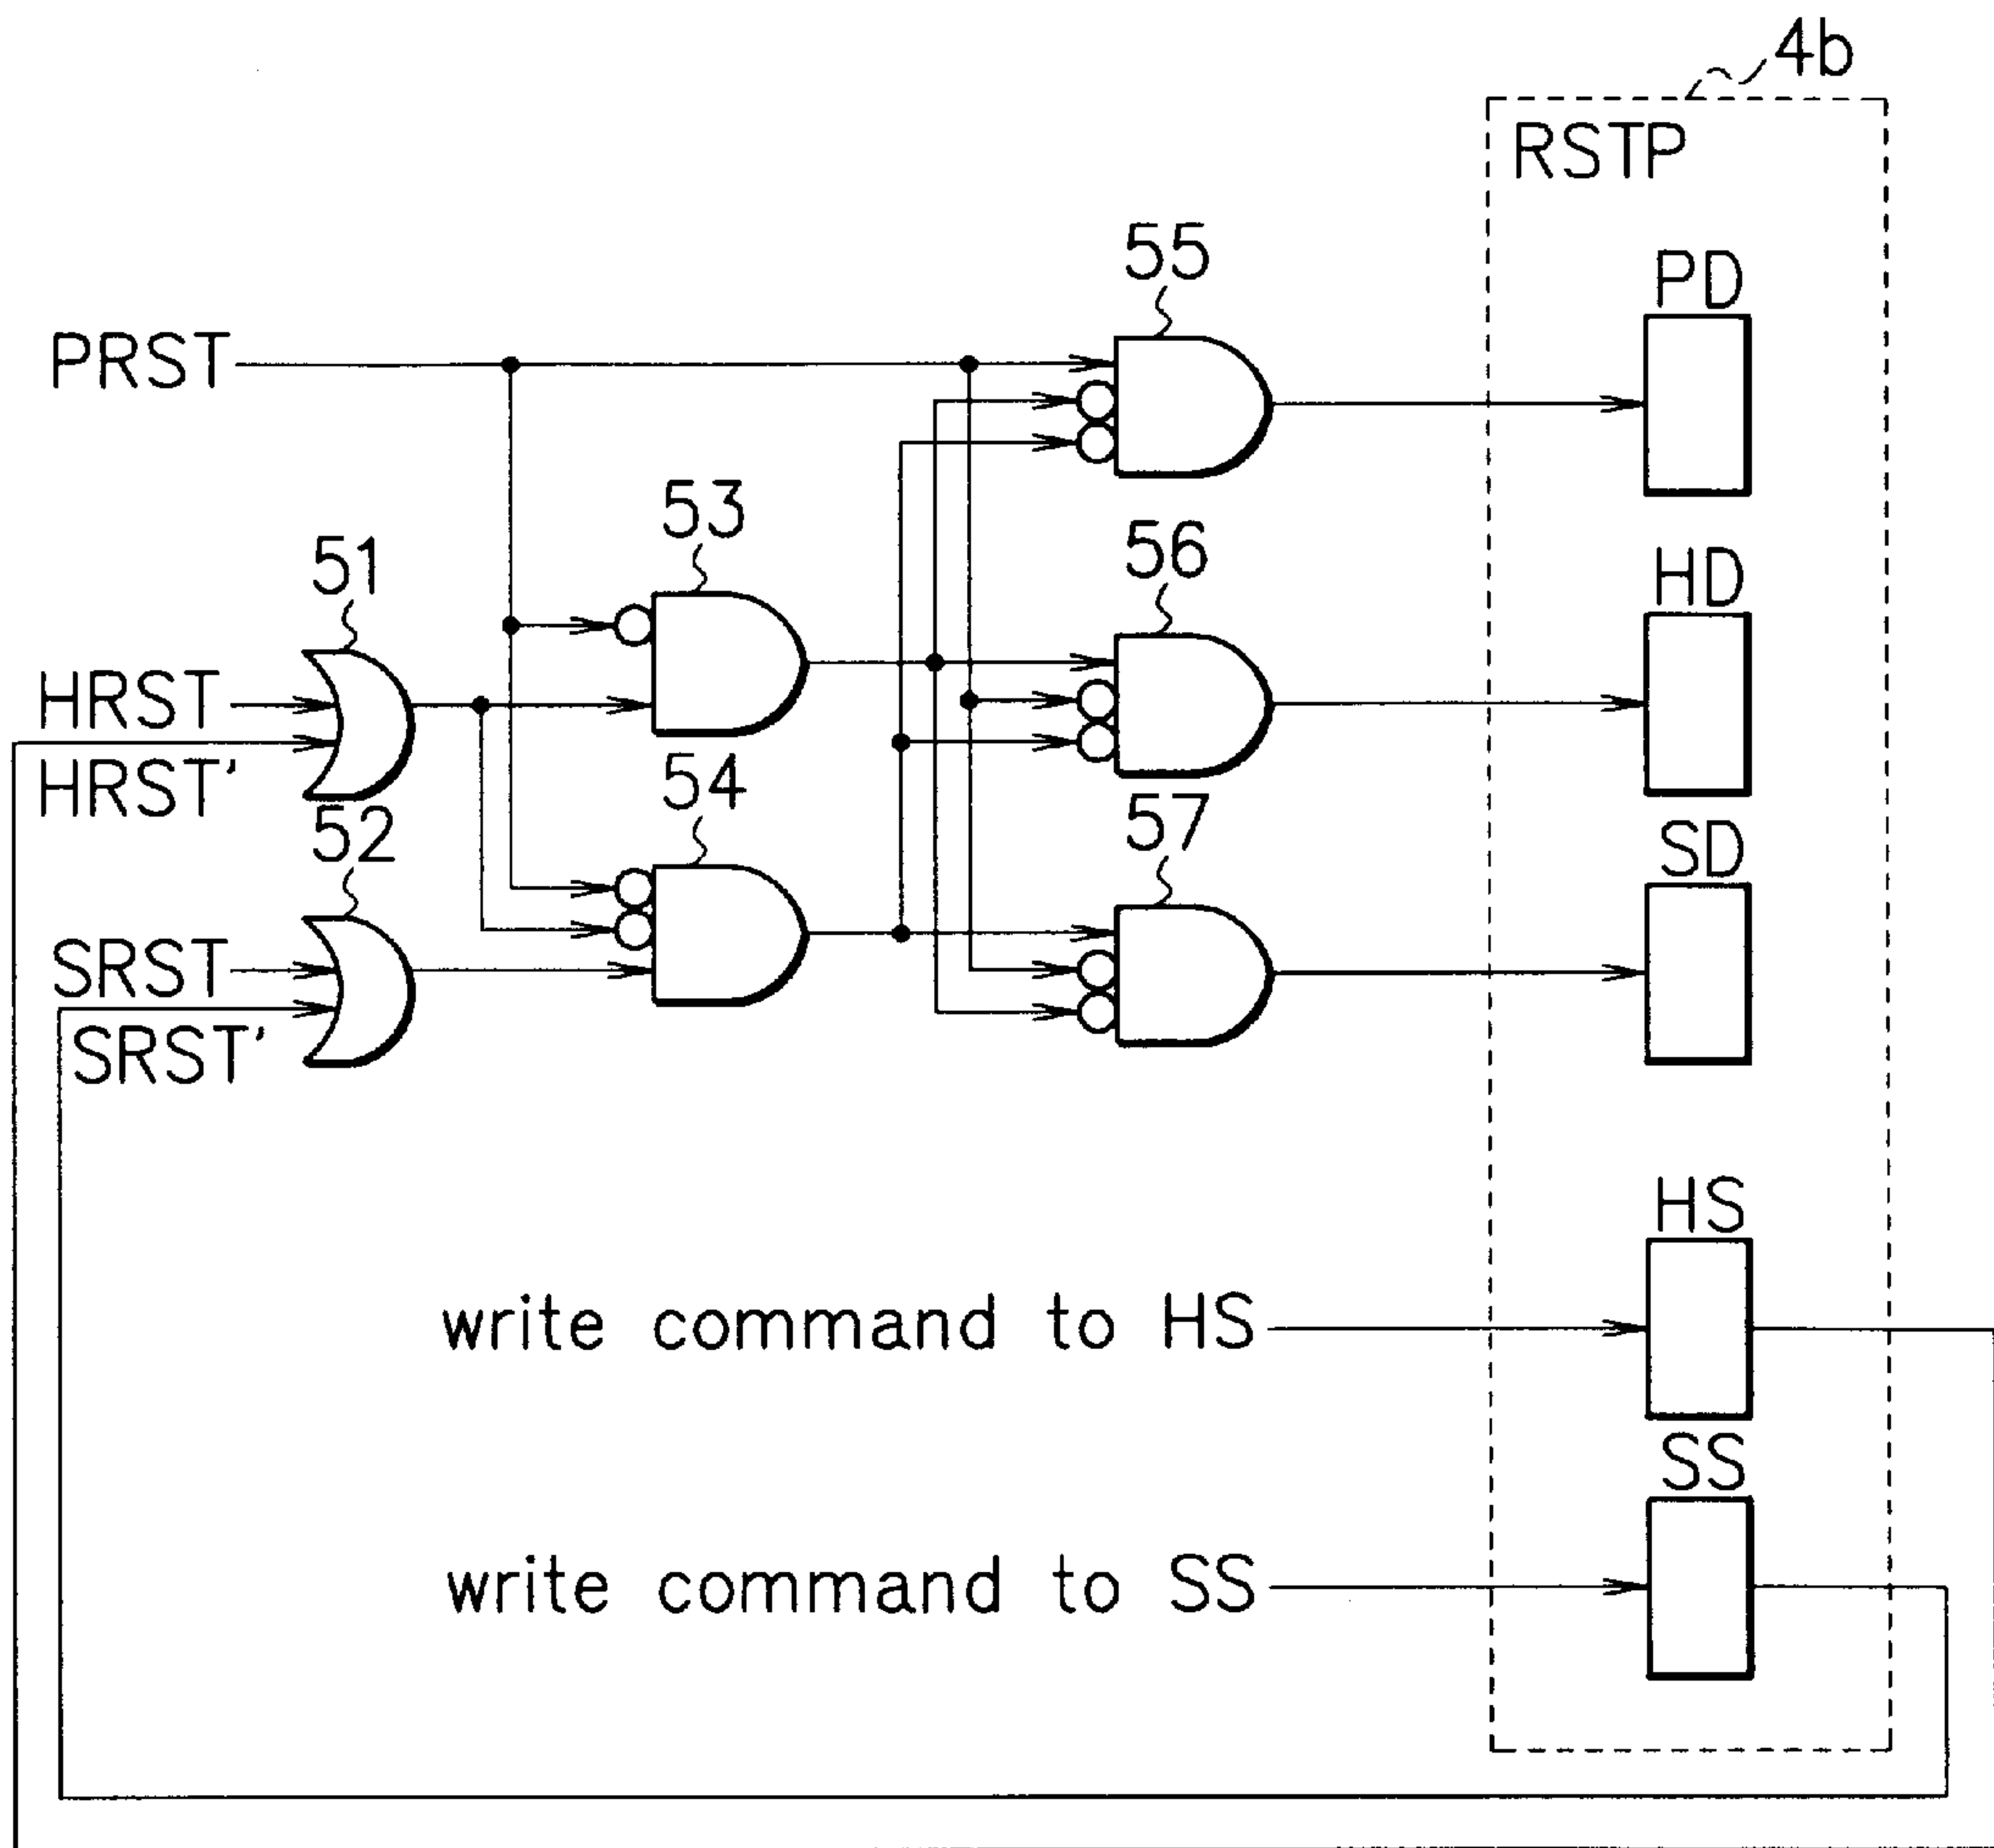 4b
RSTP
55
PD
PRST
53
51
56
HD
HRST
HRST'
54
52
57
SD
SRST
SRST'
HS
write command to HS
SS
write command to SS